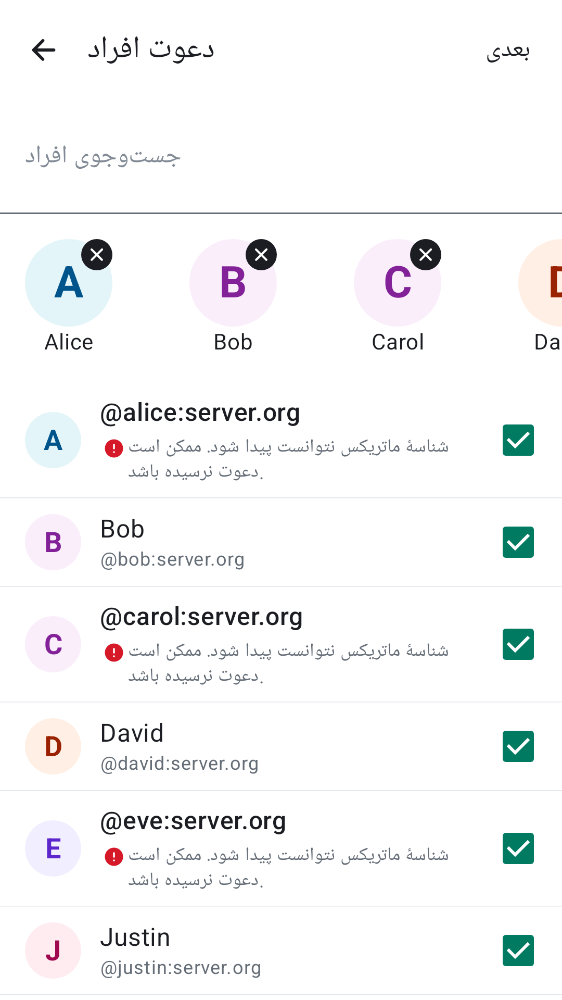 دعوت افراد
بعدی
جست‌وجوی افراد
A
B
C
D
Alice
Bob
Carol
Da
A
@alice:server.org
شناسهٔ ماتریکس نتوانست پیدا شود. ممکن است
دعوت نرسیده باشد.
B
Bob
@bob:server.org
C
@carol:server.org
شناسهٔ ماتریکس نتوانست پیدا شود. ممکن است
دعوت نرسیده باشد.
D
David
@david:server.org
E
@eve:server.org
شناسهٔ ماتریکس نتوانست پیدا شود. ممکن است
دعوت نرسیده باشد.
J
Justin
@justin:server.org